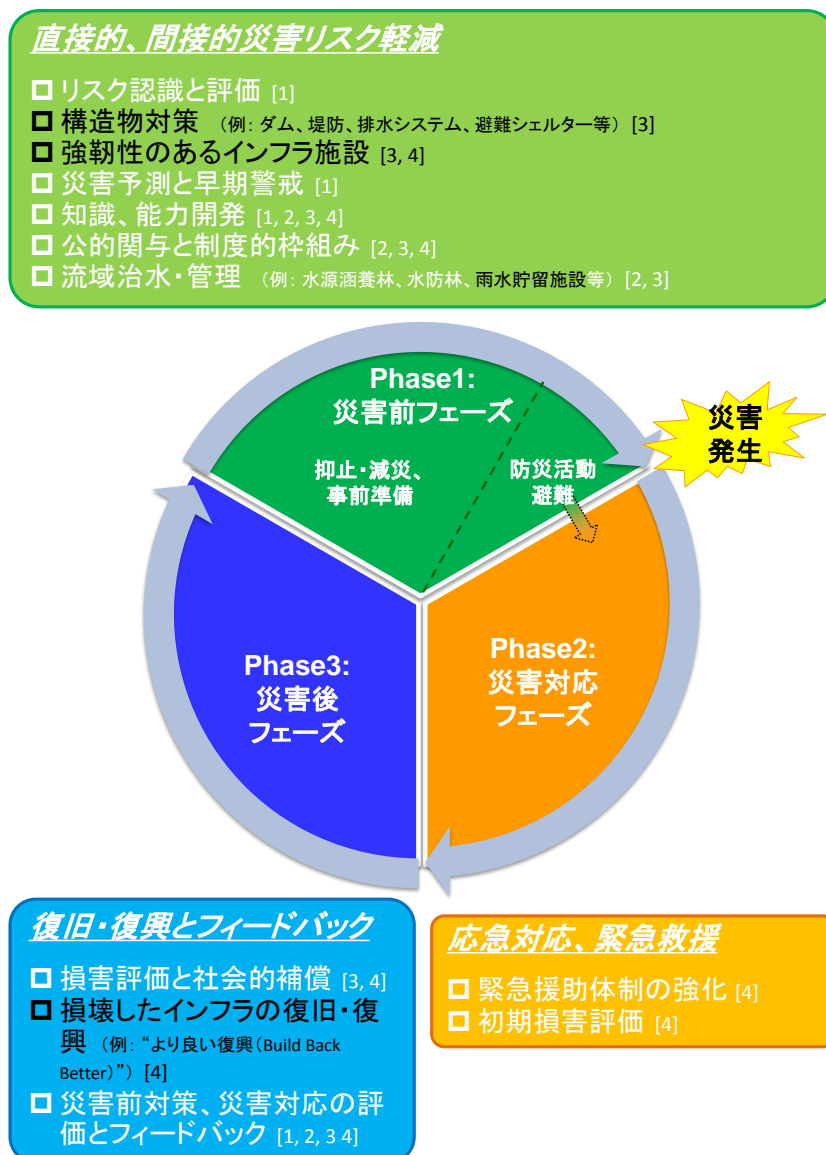 直接的、間接的災害リスク軽減
リスク認識と評価 [1]
構造物対策 (例: ダム、堤防、排水システム、避難シェルター等) [3]
強靭性のあるインフラ施設 [3, 4]
災害予測と早期警戒 [1]
知識、能力開発 [1, 2, 3, 4]
公的関与と制度的枠組み [2, 3, 4]
流域治水・管理 (例: 水源涵養林、水防林、雨水貯留施設等) [2, 3]
Phase1:
災害前フェーズ
災害
発生
抑止・減災、
事前準備
防災活動
避難
Phase3:
災害後
フェーズ
Phase2:
災害対応
フェーズ
復旧・復興とフィードバック
損害評価と社会的補償 [3, 4]
損壊したインフラの復旧・復
興 (例: “より良い復興(Build Back
Better)”) [4]
災害前対策、災害対応の評
価とフィードバック [1, 2, 3 4]
応急対応、緊急救援
緊急援助体制の強化 [4]
初期損害評価 [4]